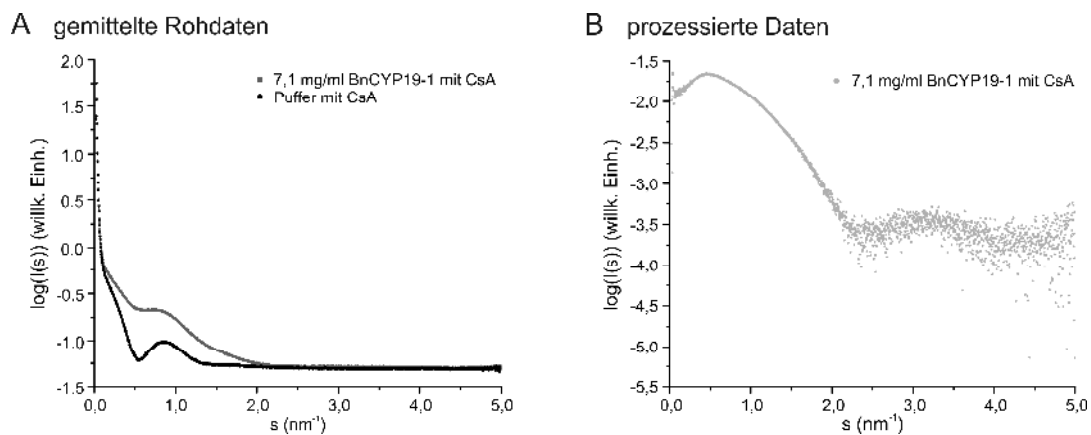 A gemittelte Rohdaten
7,1 mg/ml BnCYP19-1 mit CsA
Puffer mit CsA
log(I(s)) (willk. Einh.)
2.0
1.5
1.0
0.5
0.0
-0.5
-1.0
-1.5
0,0 1,0 2,0 3,0 4,0 5,0
s (nm⁻¹)
B prozessierte Daten
7,1 mg/ml BnCYP19-1 mit CsA
log(I(s)) (willk. Einh.)
-1.5
-2.0
-2,5
-3.0
-3.5
-4,0
-4,5
-5.0
-5,5
0,0 1,0 2,0 3,0 4,0 5,0
s (nm⁻¹)